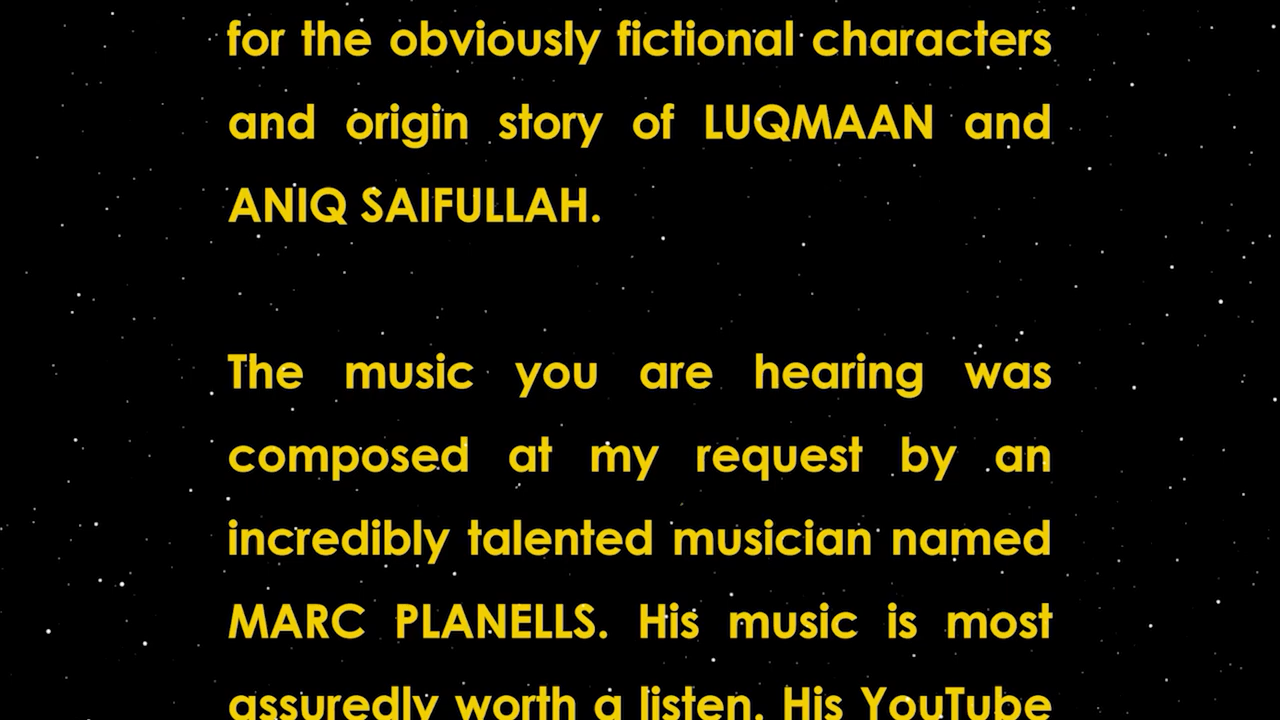 for the obviously fictional characters
and origin story of LUQMAAN and
ANIQ SAIFULLAH.
The music you are hearing was
composed at my request by an
incredibly talented musician named
MARC PLANELLS. His music is most
assuredly worth a listen. His YouTube